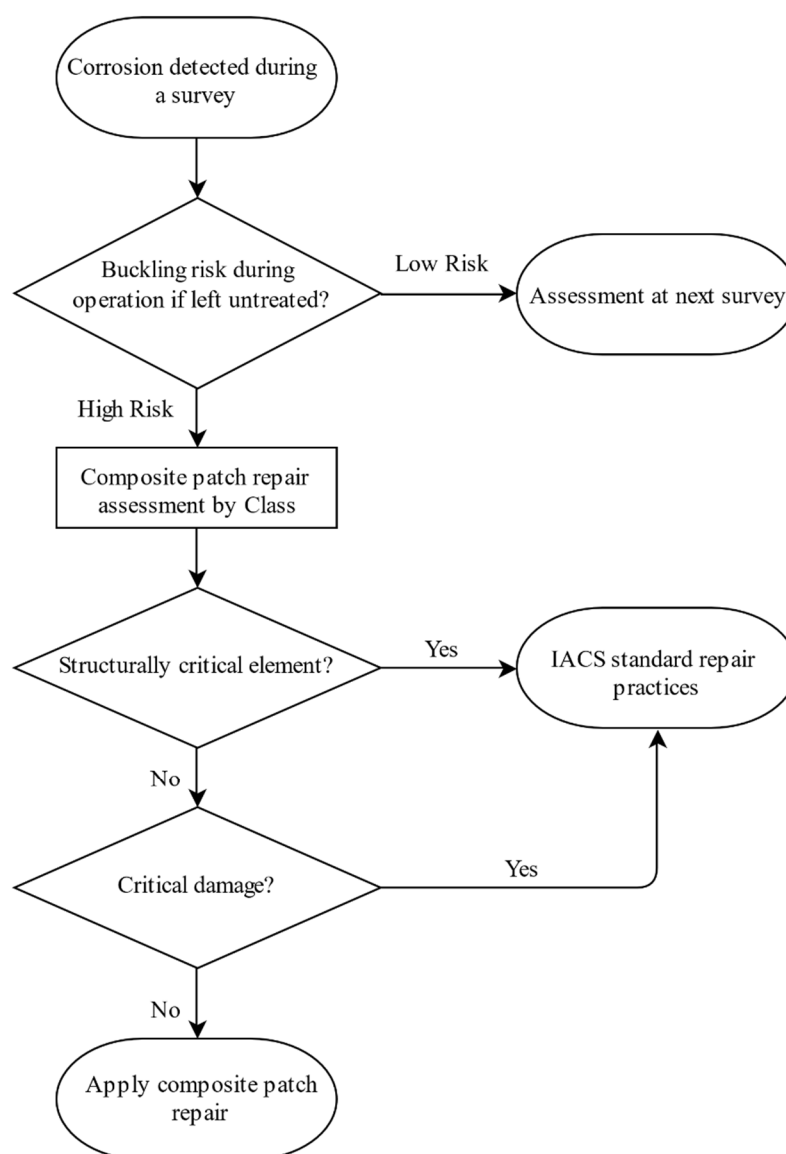 Corrosion detected during
a survey
Buckling risk during
operation if left untreated?
Low Risk
Assessment at next survey
High Risk
Composite patch repair
assessment by Class
Structurally critical element?
Yes
IACS standard repair
practices
No
Critical damage?
Yes
No
Apply composite patch
repair